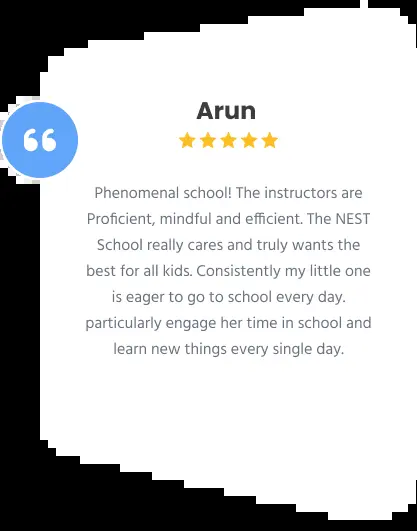 Arun
Phenomenal school! The instructors are
Proficient, mindful and efficient. The NEST
School really cares and truly wants the
best for all kids. Consistently my little one
is eager to go to school every day.
particularly engage her time in school and
learn new things every single day.